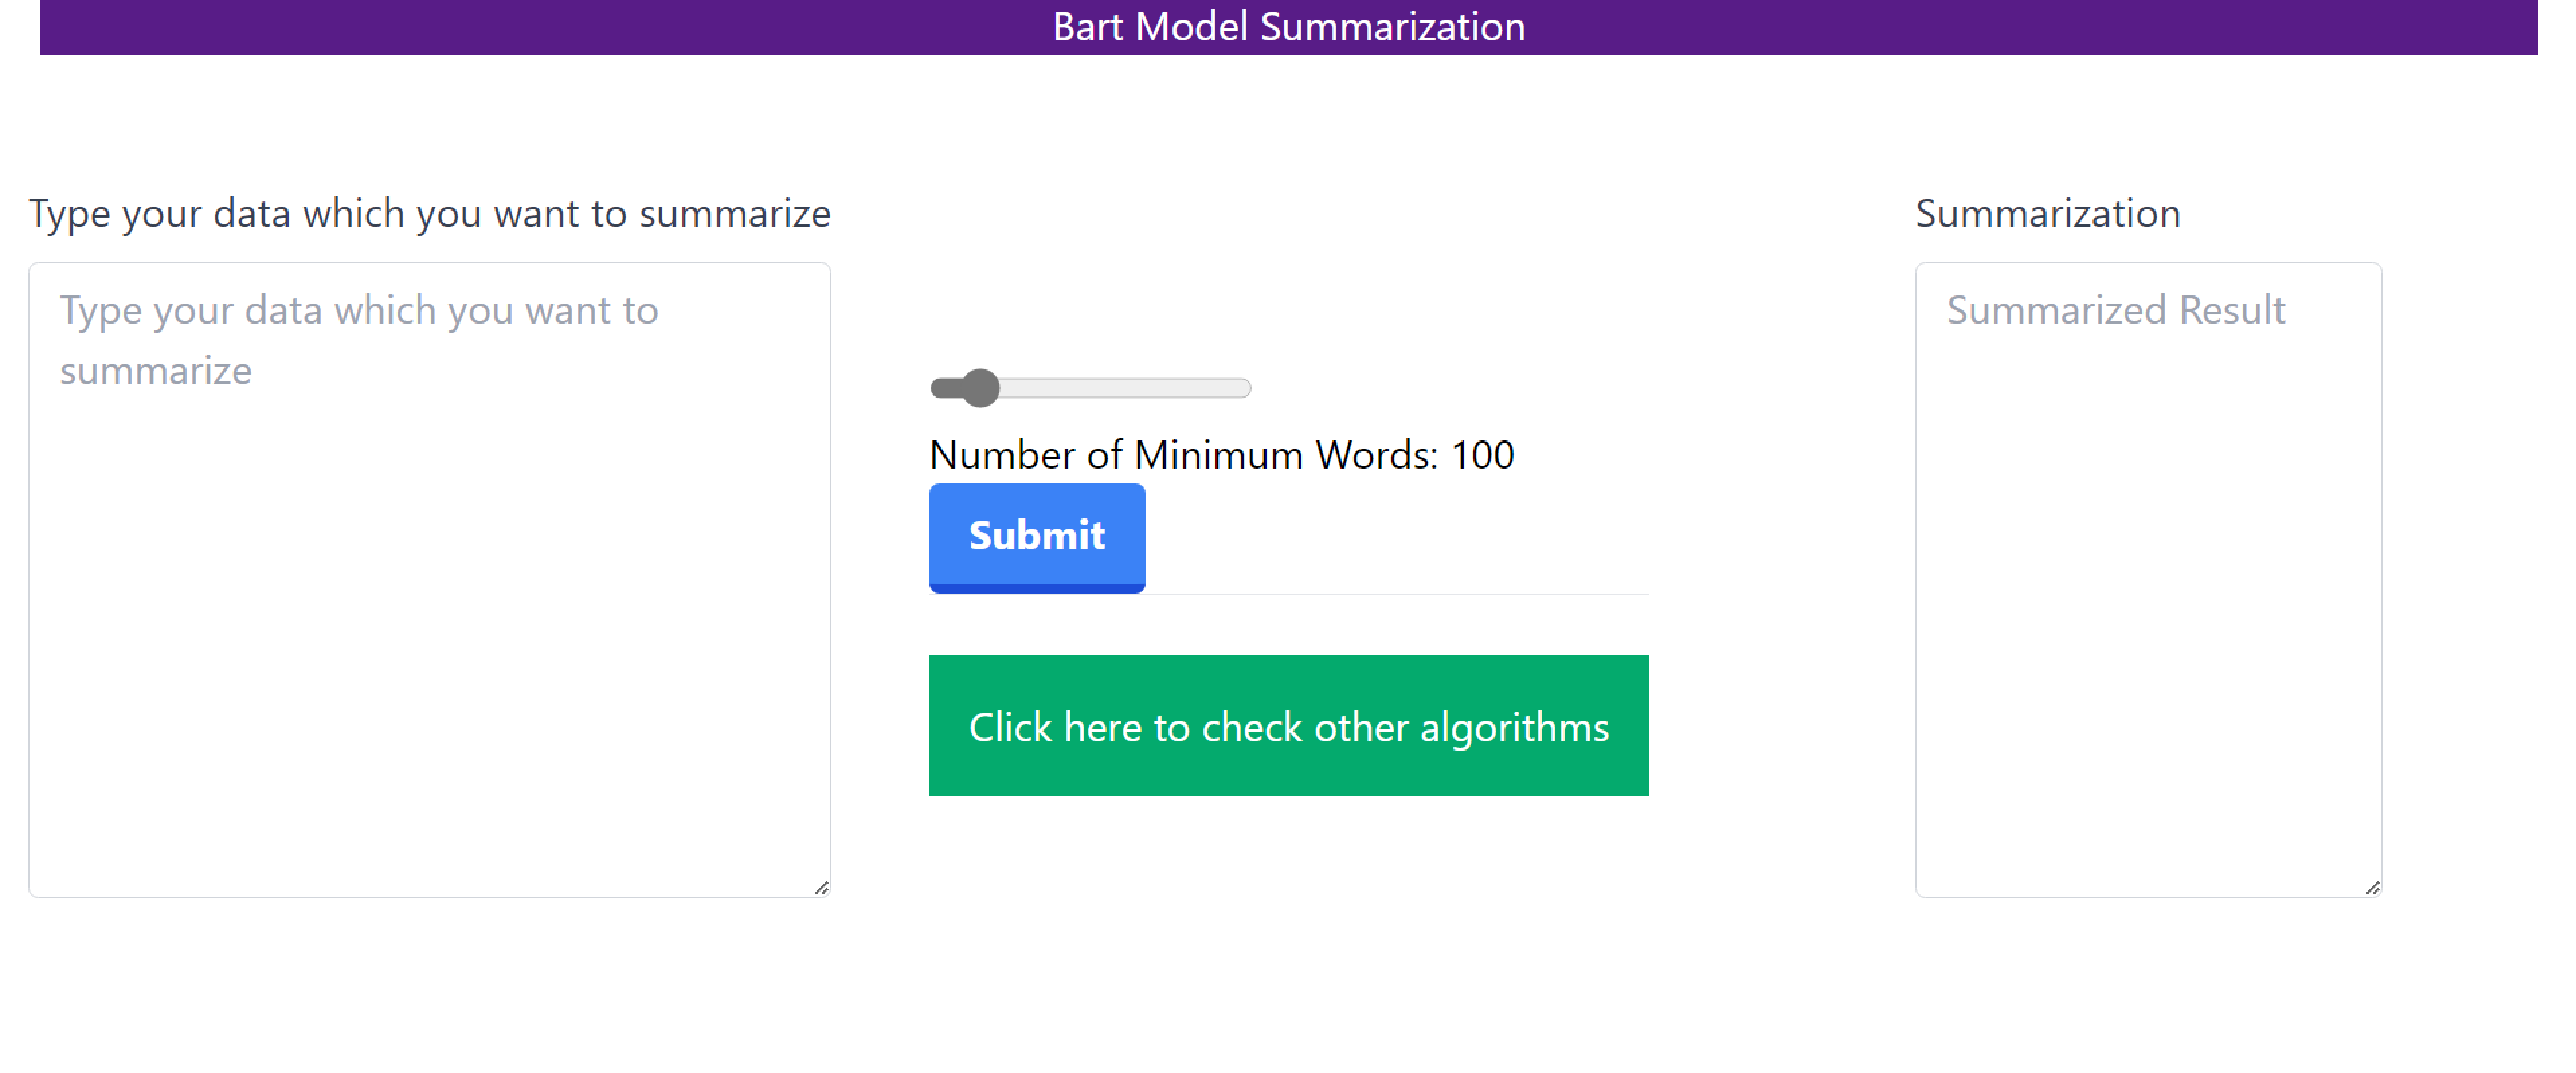 Bart Model Summarization
Type your data which you want to summarize
Type your data which you want to
summarize
Number of Minimum Words: 100
Submit
Click here to check other algorithms
Summarization
Summarized Result